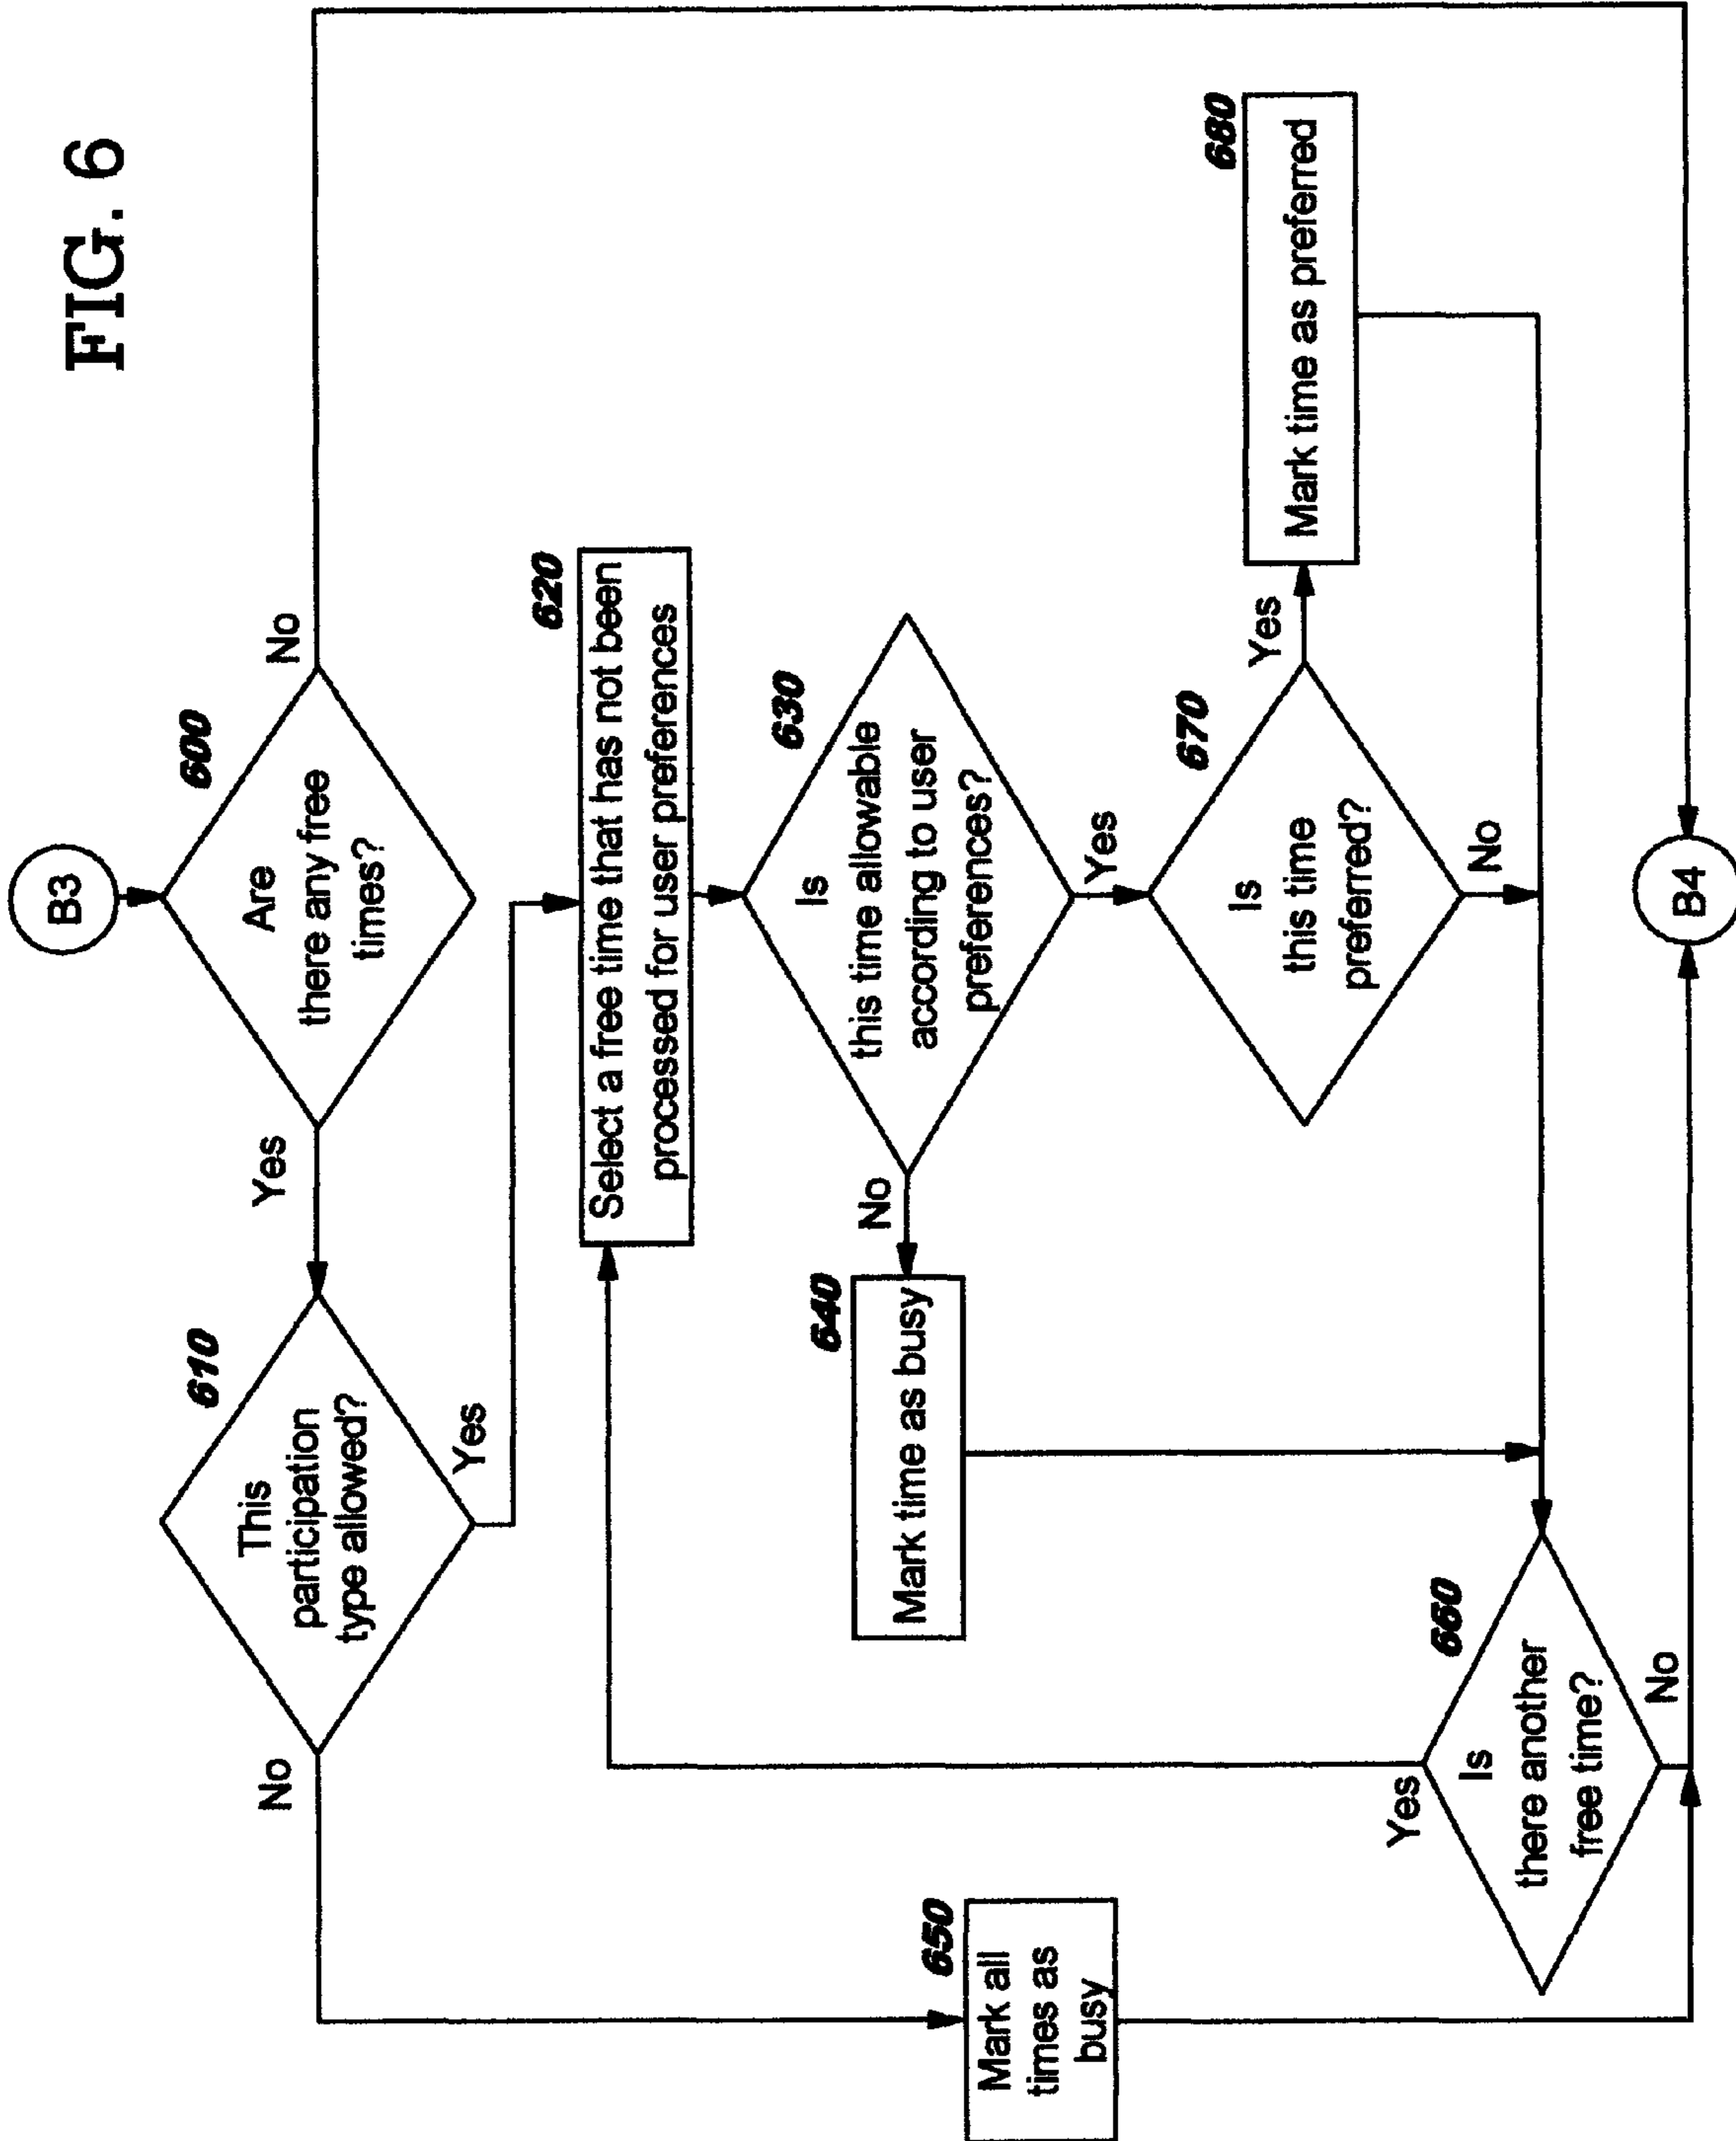 FIG. 6
B3
600
Are
there any free
times?
No
Yes
610
This
participation
type allowed?
No
Yes
620
Select a free time that has not been
processed for user preferences
630
Is
this time allowable
according to user
preferences?
No
Yes
640
Mark time as busy
670
Is
this time
preferred?
Yes
No
680
Mark time as preferred
650
Mark all
times as
busy
660
Is
there another
free time?
Yes
No
B4